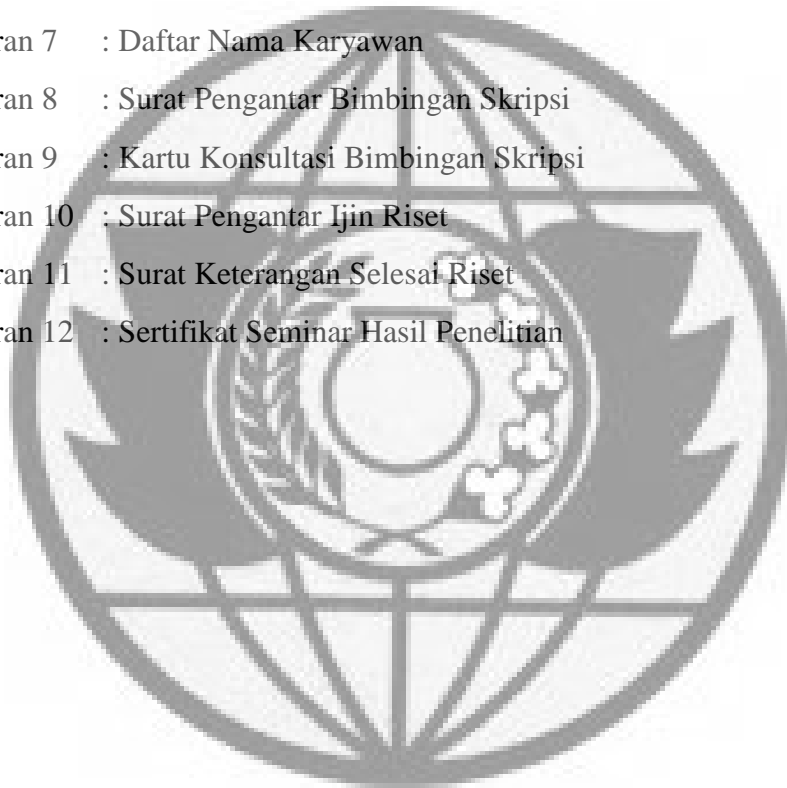 ran 7 : Daftar Nama Karyawan
ran 8 : Surat Pengantar Bimbingan Skripsi
ran 9 : Kartu Konsultasi Bimbingan Skripsi
ran 10 : Surat Pengantar Ijin Riset
ran 11 : Surat Keterangan Selesai Riset
ran 12 : Sertifikat Seminar Hasil Penelitian